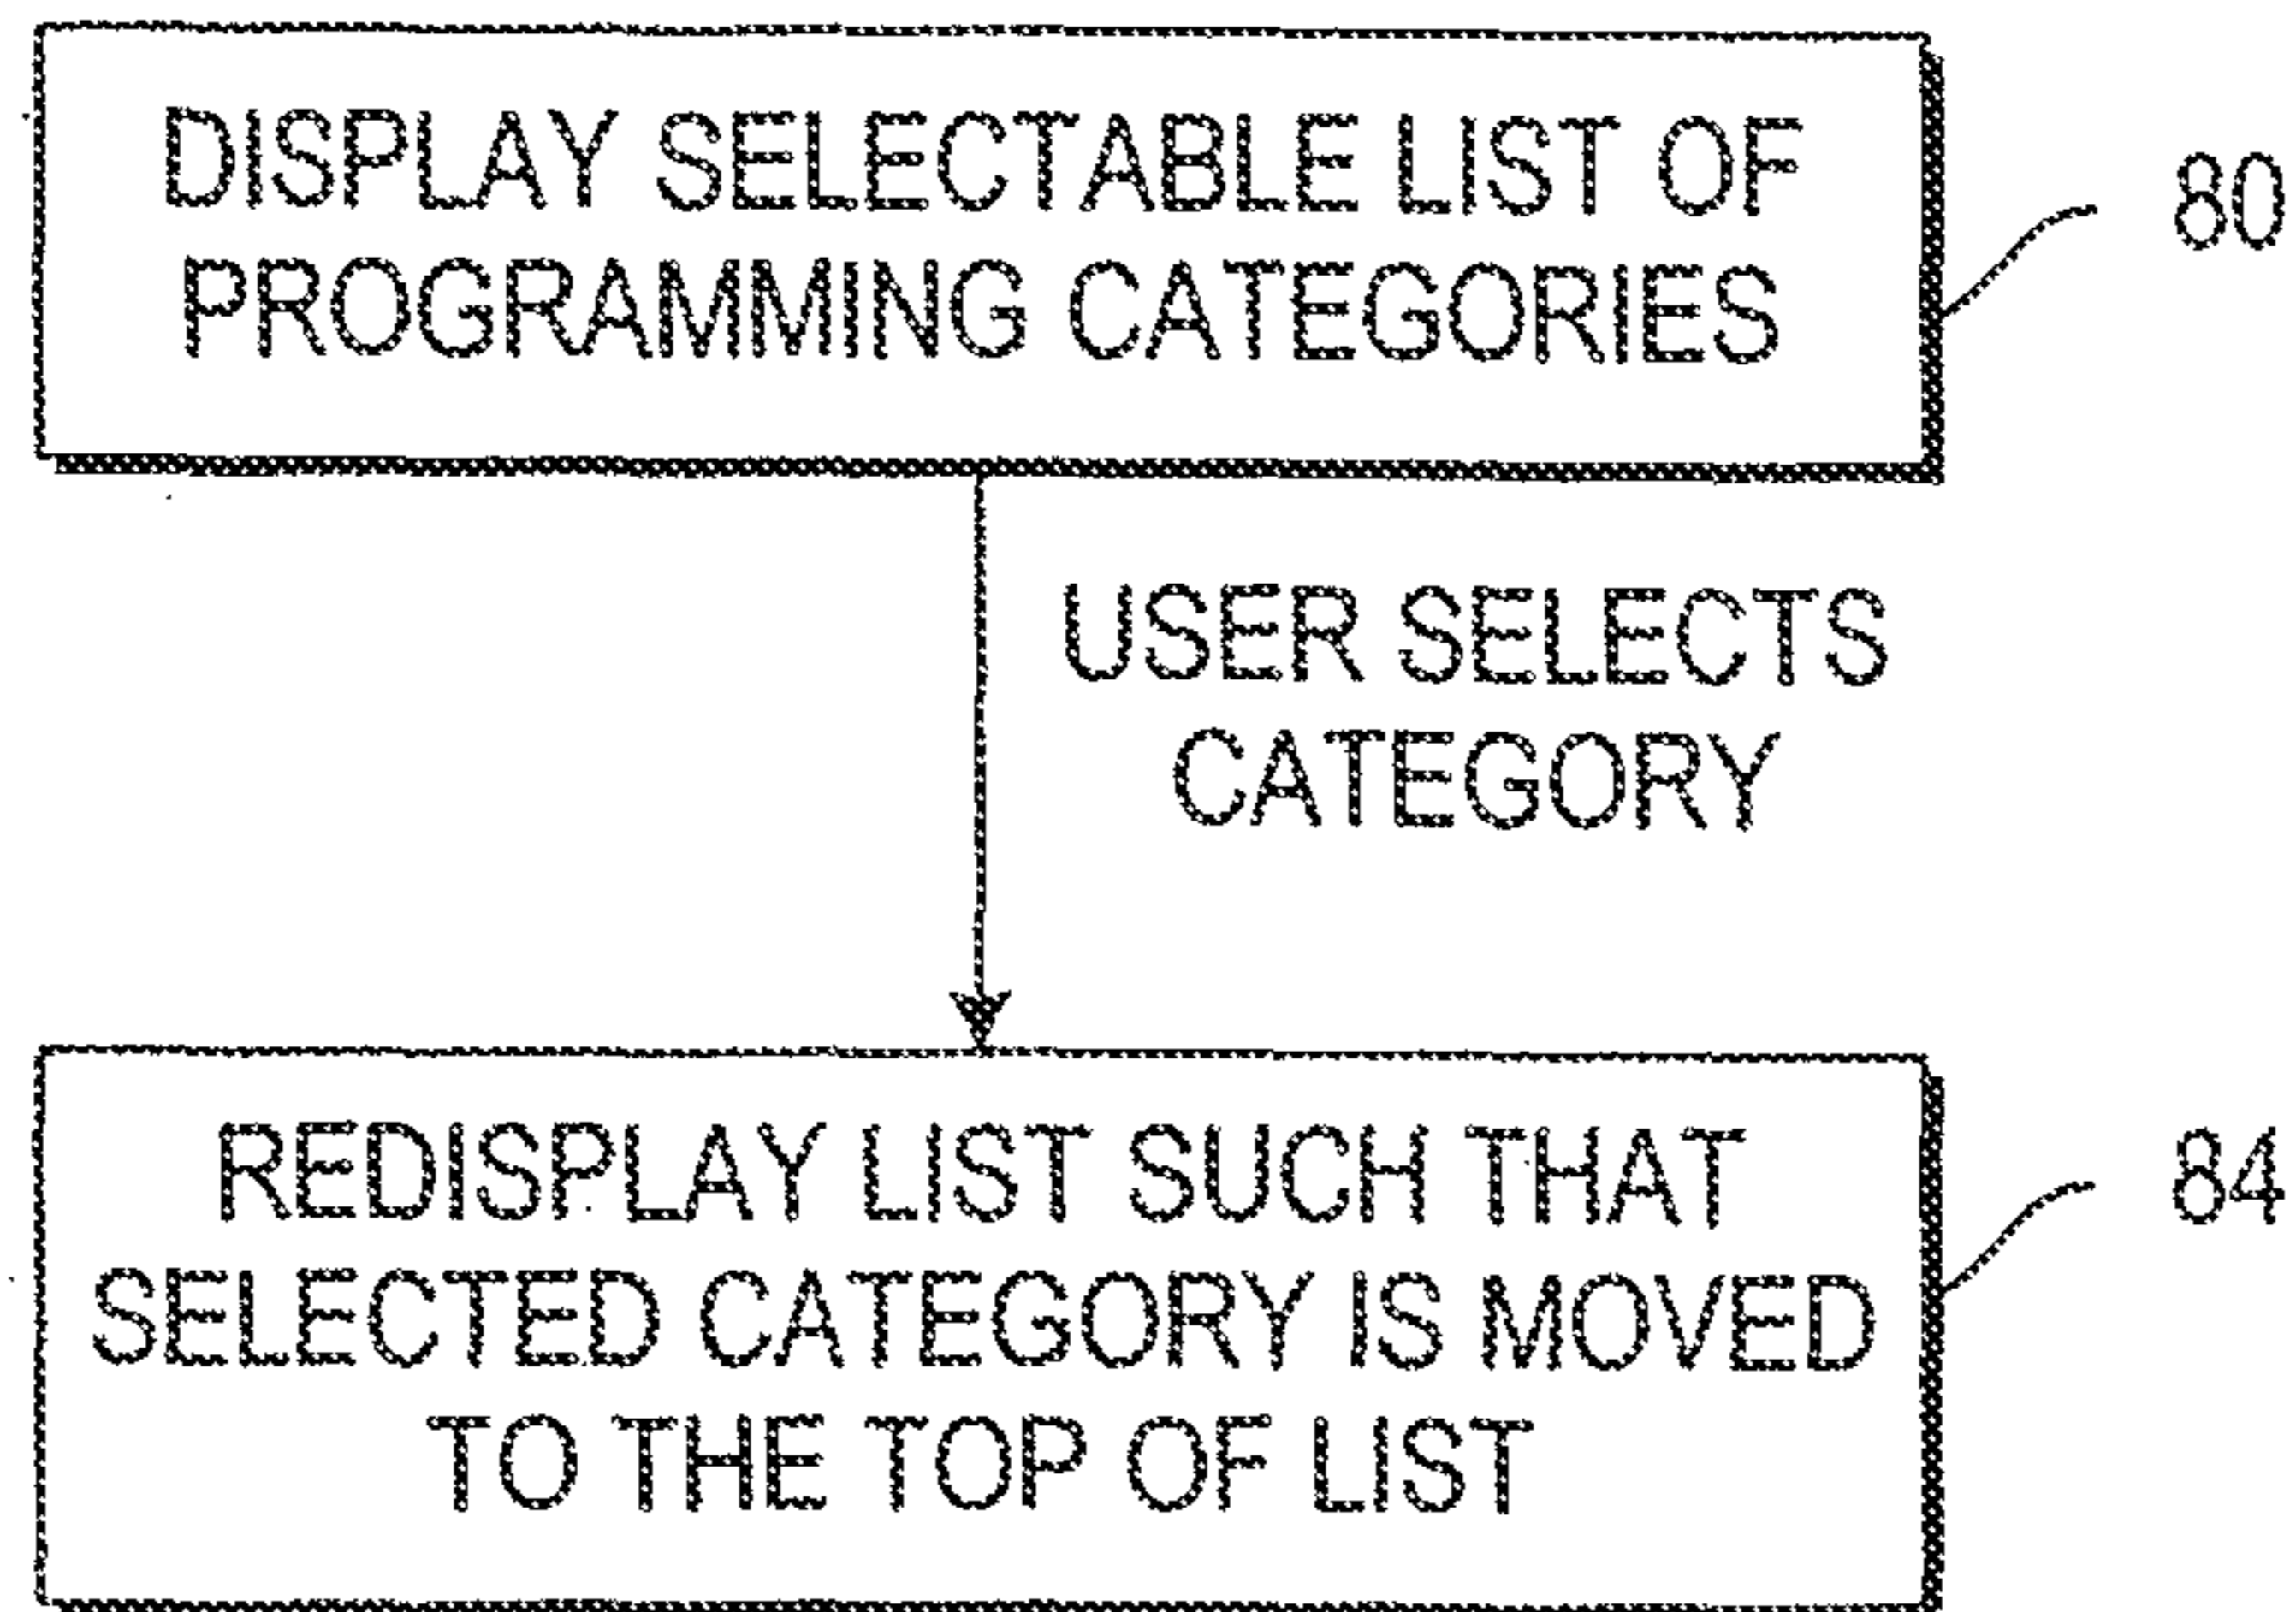 DISPLAY SELECTABLE LIST OF
PROGRAMMING CATEGORIES
80
USER SELECTS
CATEGORY
REDISPLAY LIST SUCH THAT
SELECTED CATEGORY IS MOVED
TO THE TOP OF LIST
84